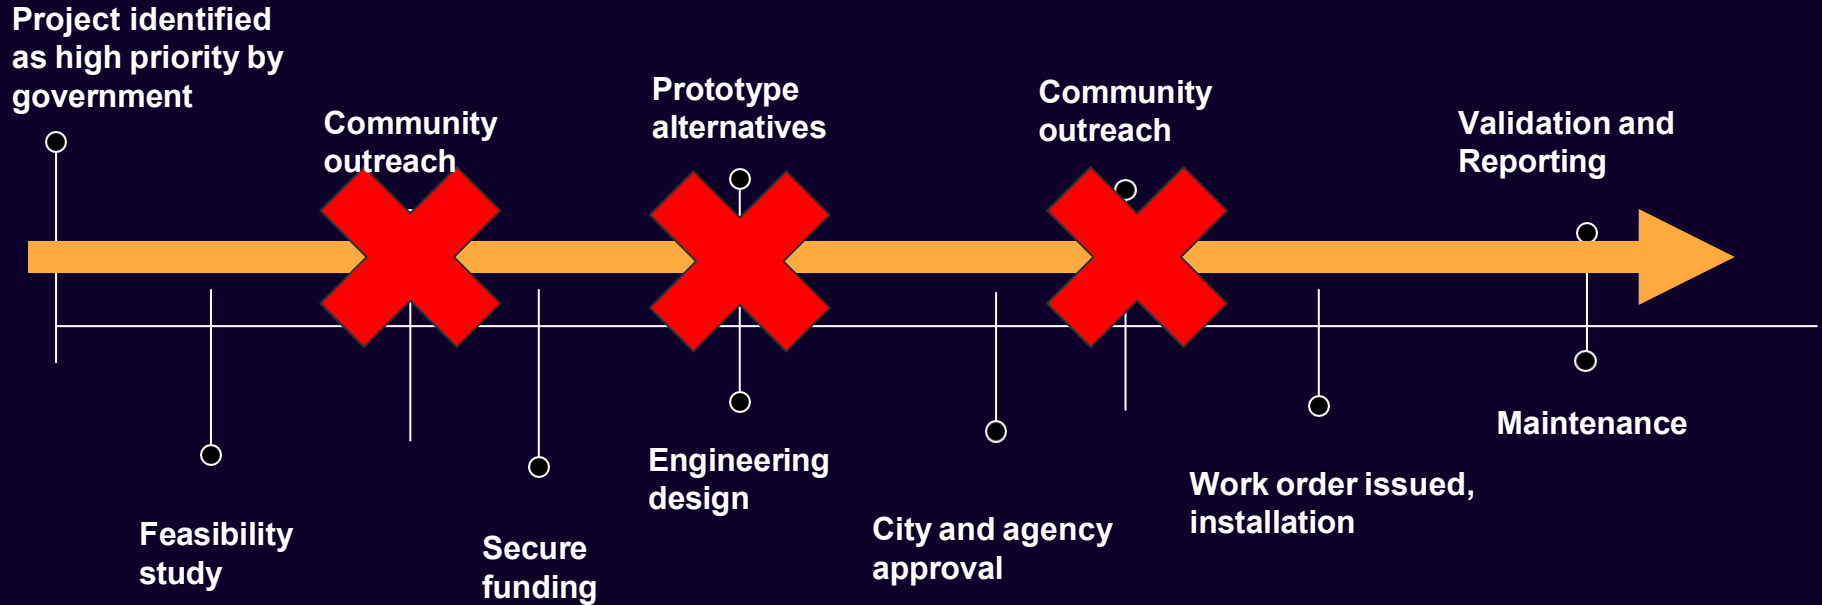 Project identified
as high priority by
government
Community
outreach
Prototype
alternatives
Community
outreach
Validation and
Reporting
Feasibility
study
Secure
funding
Engineering
design
City and agency
approval
Work order issued,
installation
Maintenance